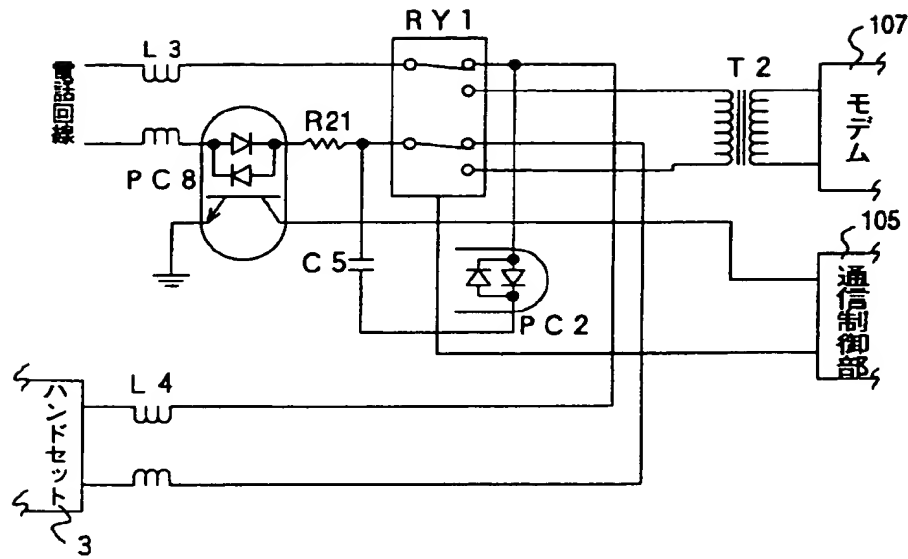 RY1
107
L3
T2
電話回線
モデム
R21
PC8
105
C5
PC2
通信制御部
L4
ハンドセット
3